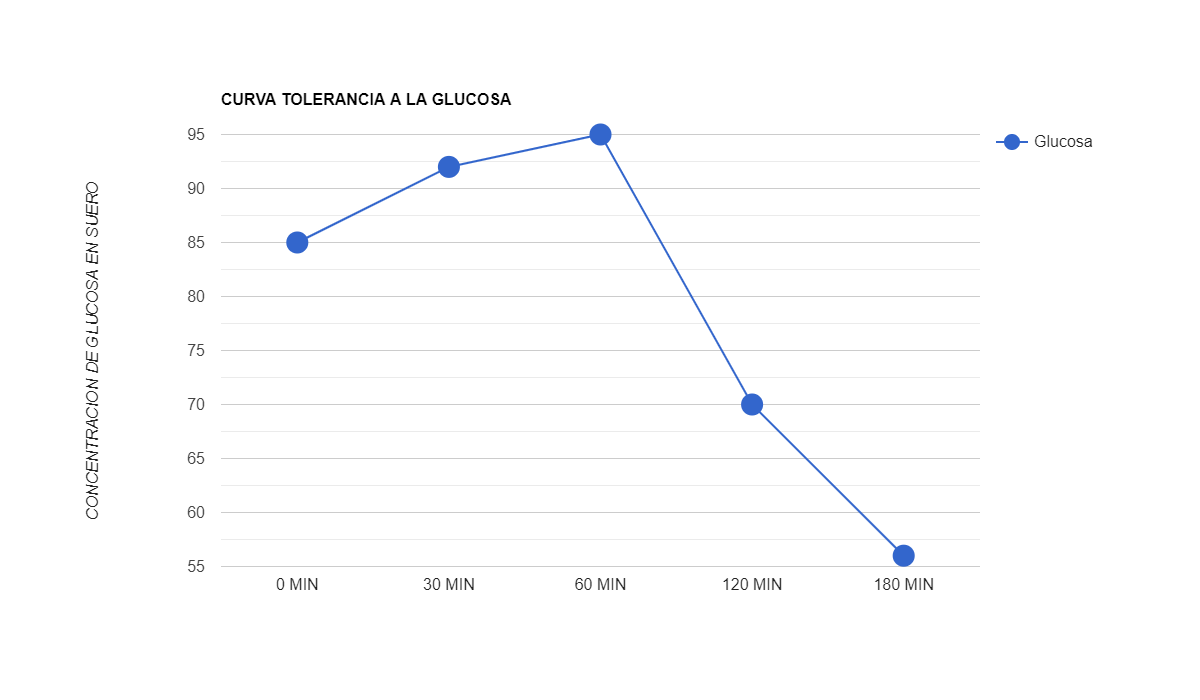 CURVA TOLERANCIA A LA GLUCOSA
Glucosa
CONCENTRACION DE GLUCOSA EN SUERO
95
90
85
80
75
70
65
60
55
0 MIN
30 MIN
60 MIN
120 MIN
180 MIN